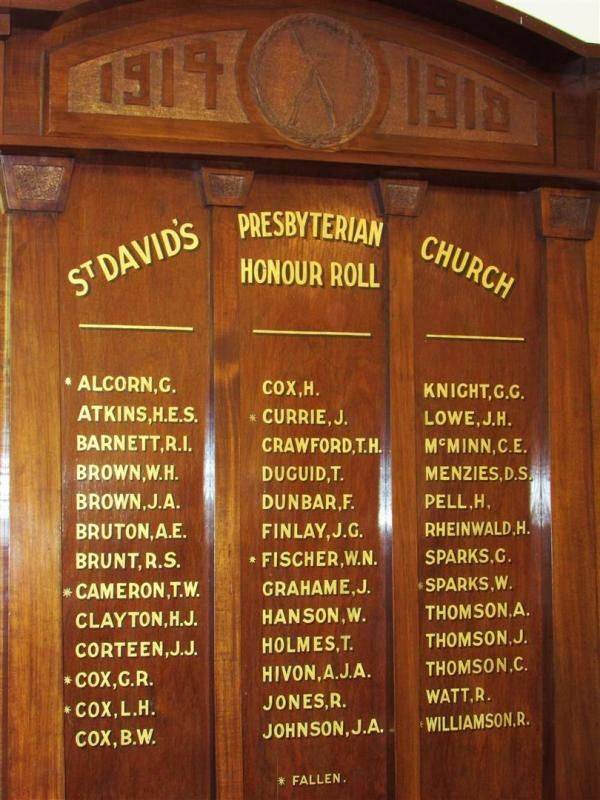 1914 1918
ST DAVID'S PRESBYTERIAN CHURCH
HONOUR ROLL
* ALCORN, G.
ATKINS, H.E.S.
BARNETT, R.I.
BROWN, W.H.
BROWN, J.A.
BRUTON, A.E.
BRUNT, R.S.
* CAMERON, T.W.
CLAYTON, H.J.
CORTEEN, J.J.
* COX, G.R.
* COX, L.H.
COX, B.W.
COX, H.
* CURRIE, J.
CRAWFORD, T.H.
DUGUID, T.
DUNBAR, F.
FINLAY, J.G.
* FISCHER, W.N.
GRAHAME, J.
HANSON, W.
HOLMES, T.
HIVON, A.J.A.
JONES, R.
JOHNSON, J.A.
* FALLEN.
KNIGHT, G.G.
LOWE, J.H.
McMINN, C.E.
MENZIES, D.S.
PELL, H,
RHEINWALD, H.
SPARKS, G.
* SPARKS, W.
THOMSON, A.
THOMSON, J.
THOMSON, C.
WATT, R.
* WILLIAMSON, R.